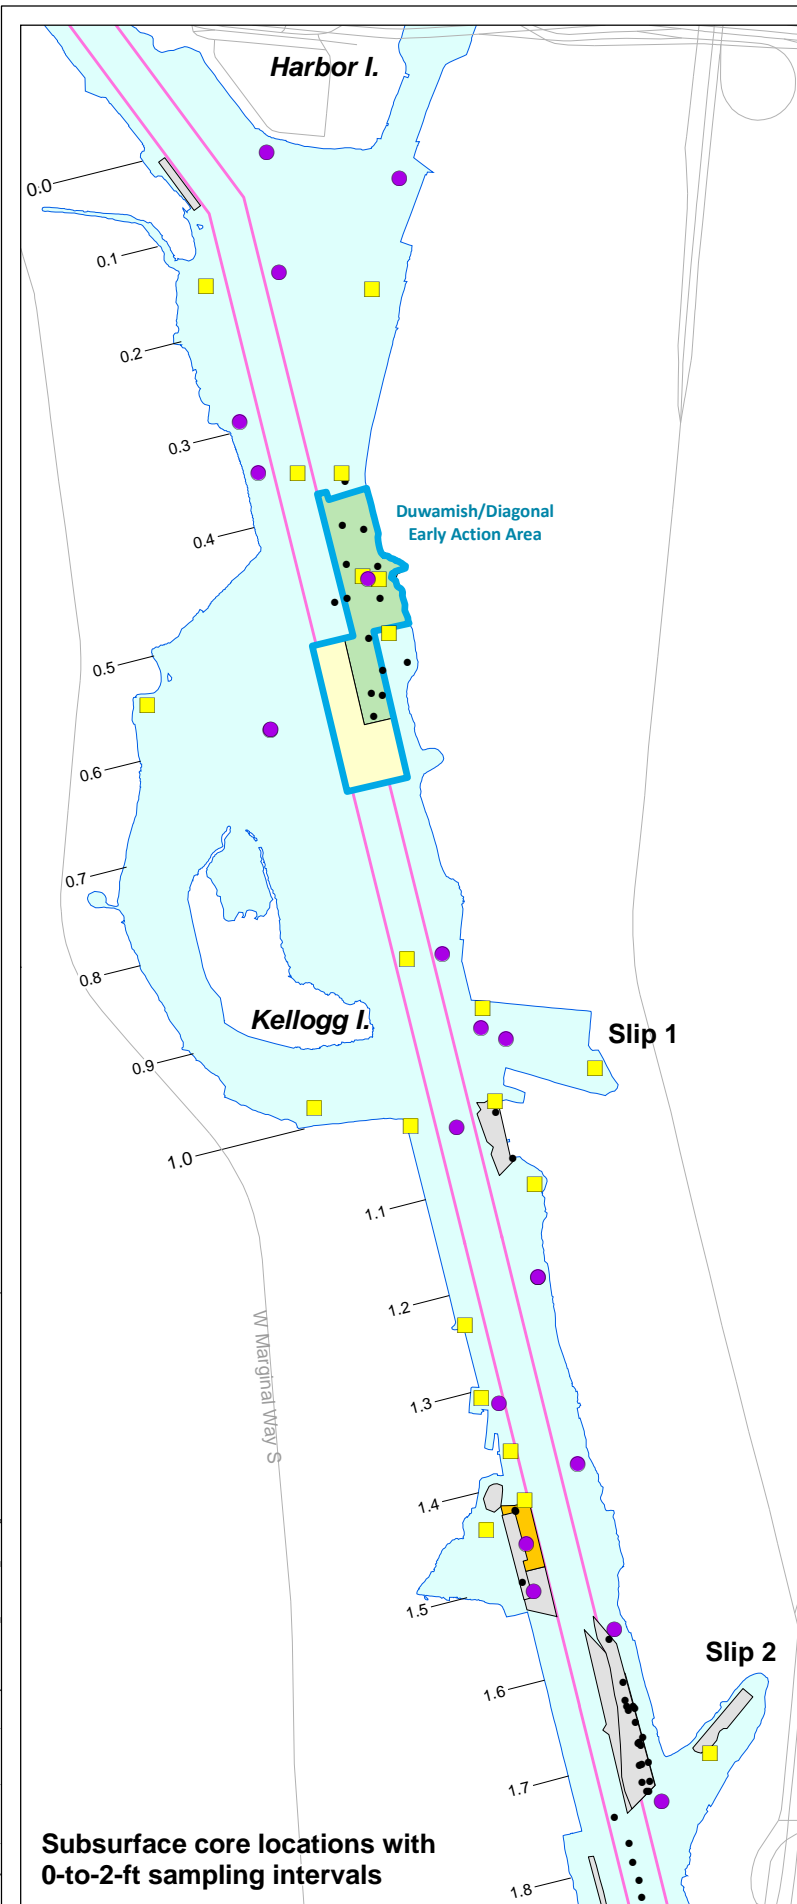 Harbor I.
0.0
0.1
0.2
0.3
0.4
Duwamish/Diagonal
Early Action Area
0.5
0.6
0.7
0.8
Kellogg I.
Slip 1
0.9
1.0
1.1
1.2
W Marginal Way S
1.3
1.4
1.5
Slip 2
1.6
1.7
Subsurface core locations with
0-to-2-ft sampling intervals
1.8